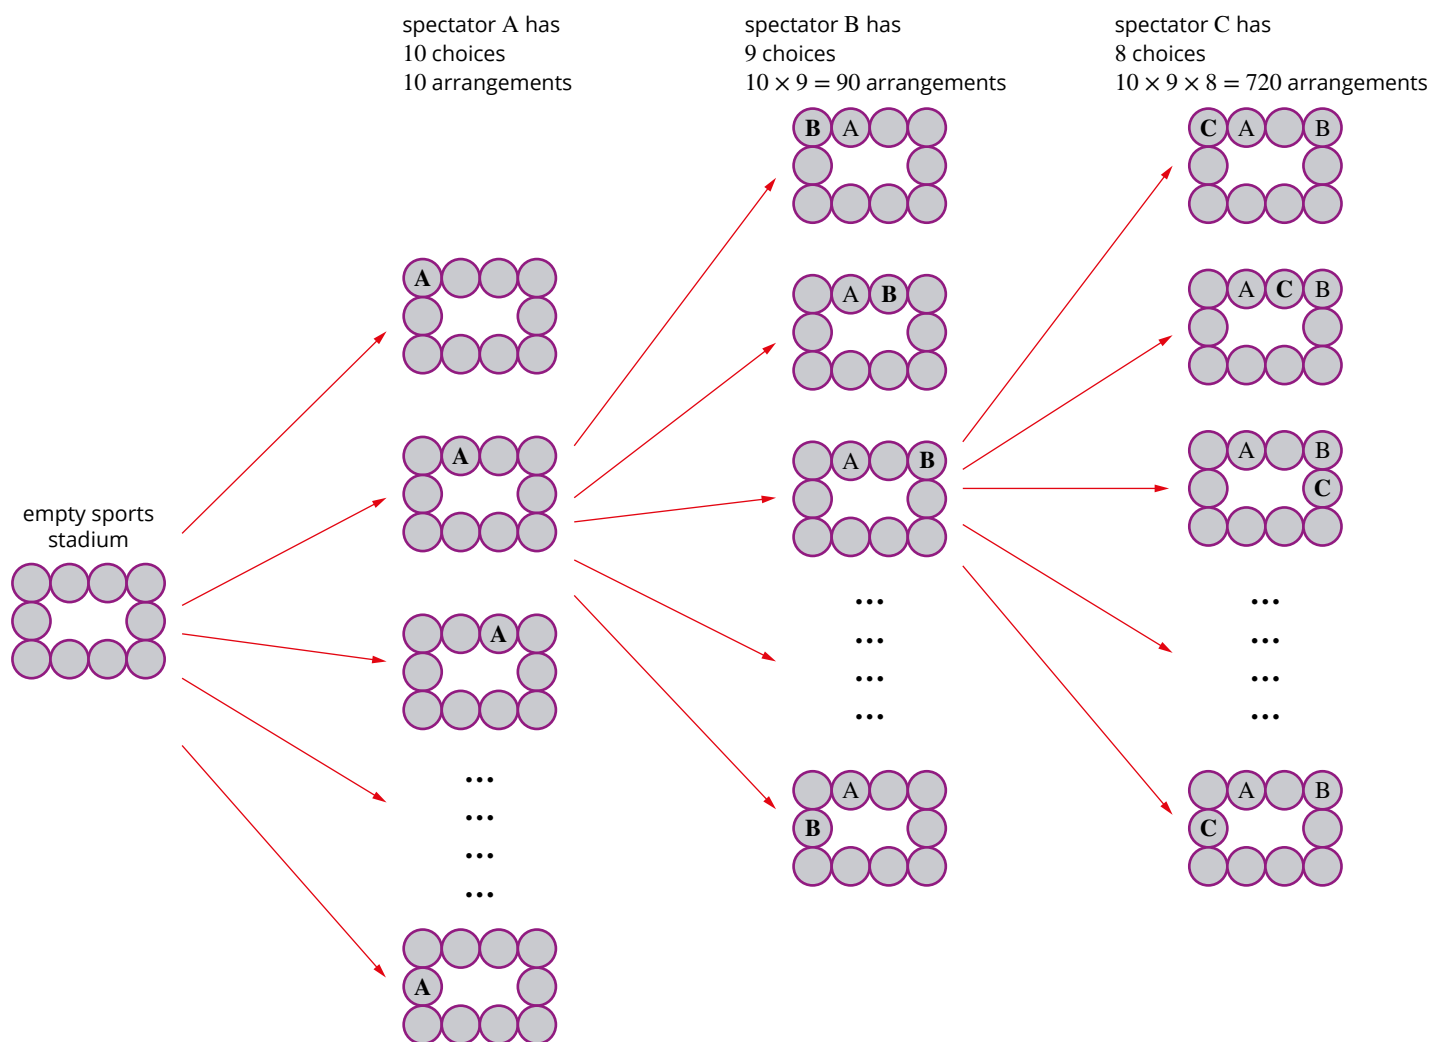 spectator A has
10 choices
10 arrangements
spectator B has
9 choices
10 × 9 = 90 arrangements
spectator C has
8 choices
10 × 9 × 8 = 720 arrangements
empty sports
stadium
A
A
A
...
...
...
...
A
B A
A B
A B
...
...
...
...
A
B
C A B
A C B
A B
C
...
...
...
...
A B
C